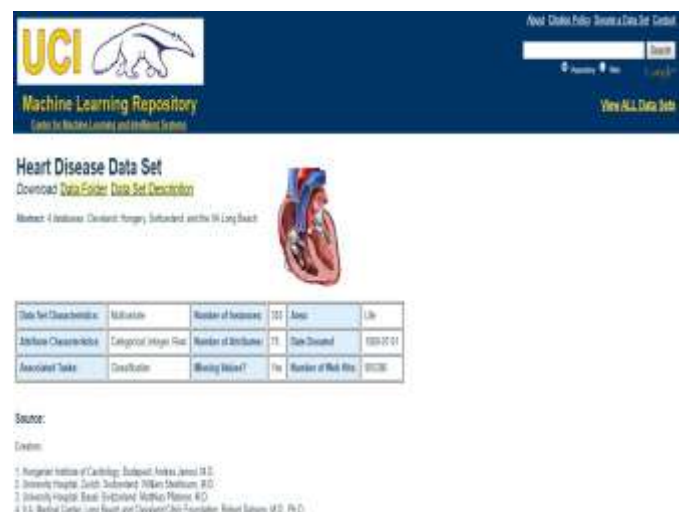 About Citation Policy Donate a Data Set Contact
Search
Repository Web
UCI
Machine Learning Repository
Center for Machine Learning and Intelligent Systems
View ALL Data Sets
Heart Disease Data Set
Download Data Folder Data Set Description
Abstract: 4 databases: Cleveland, Hungary, Switzerland, and the VA Long Beach
Data Set Characteristics: Multivariate Number of Instances: 303 Area: Life
Attribute Characteristics: Categorical, Integer, Real Number of Attributes: 75 Date Donated 1988-07-01
Associated Tasks: Classification Missing Values? Yes Number of Web Hits:
Source:
Creators:
1. Hungarian Institute of Cardiology, Budapest: Andras Janosi, M.D.
2. University Hospital, Zurich, Switzerland: William Steinbrunn, M.D.
3. University Hospital, Basel, Switzerland: Matthias Pfisterer, M.D.
4. V.A. Medical Center, Long Beach and Cleveland Clinic Foundation: Robert Detrano, M.D., Ph.D.